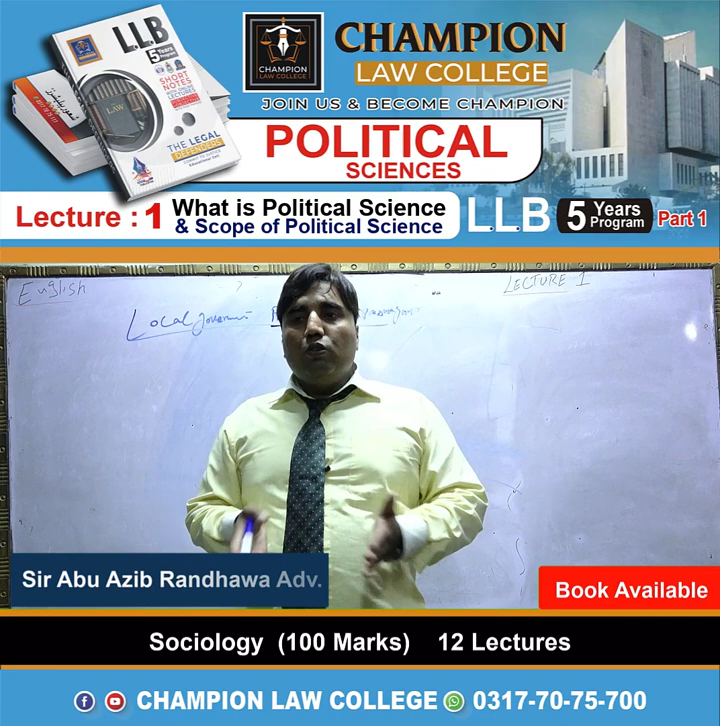 LLB
5 Years
Program
SHORT
NOTES
LECTURES
LAW
THE LEGAL
DEFENDERS
CHAMPION
LAW COLLEGE
CHAMPION
LAW COLLEGE
JOIN US & BECOME CHAMPION
POLITICAL
SCIENCES
Lecture : 1 What is Political Science
& Scope of Political Science
L.L.B 5 Years Program Part 1
English
LECTURE 1
Local
Sir Abu Azib Randhawa Adv.
Book Available
Sociology (100 Marks) 12 Lectures
CHAMPION LAW COLLEGE 0317-70-75-700